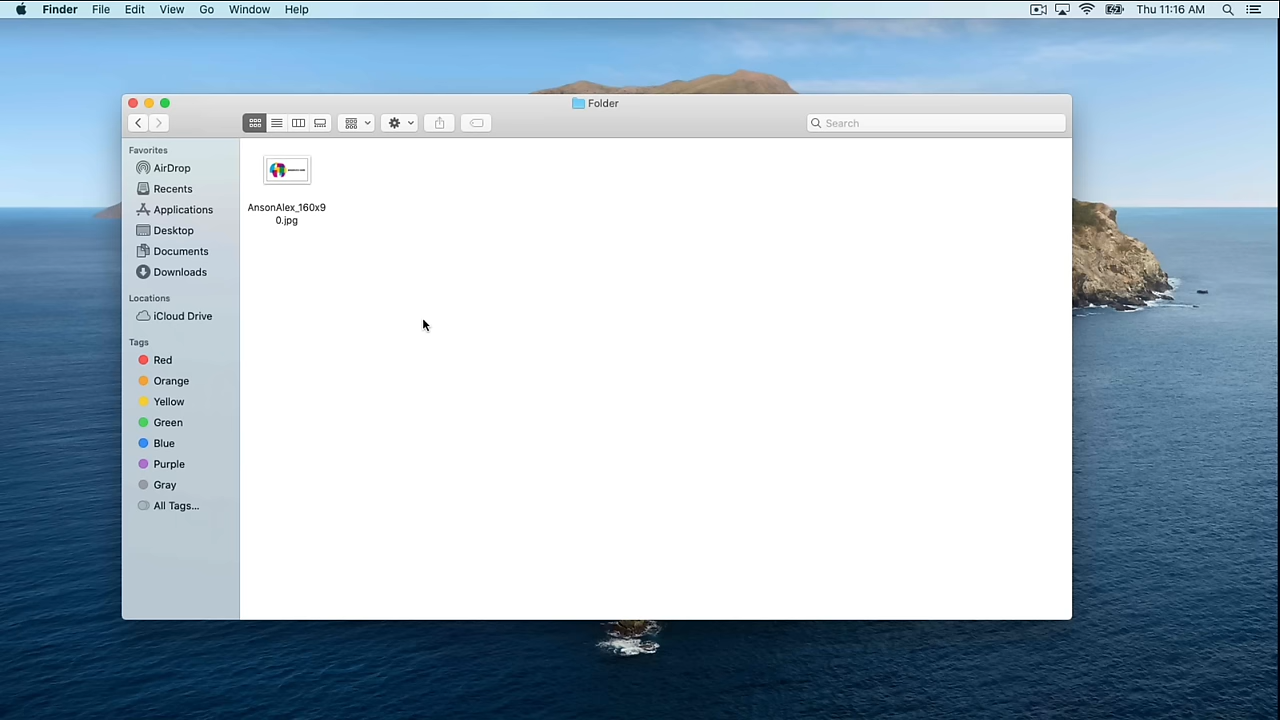 Finder File Edit View Go Window Help Thu 11:16 AM
Folder
Search
Favorites
AirDrop
Recents
Applications
Desktop
Documents
Downloads
Locations
iCloud Drive
Tags
Red
Orange
Yellow
Green
Blue
Purple
Gray
All Tags...
AnsonAlex_160x9
0.jpg